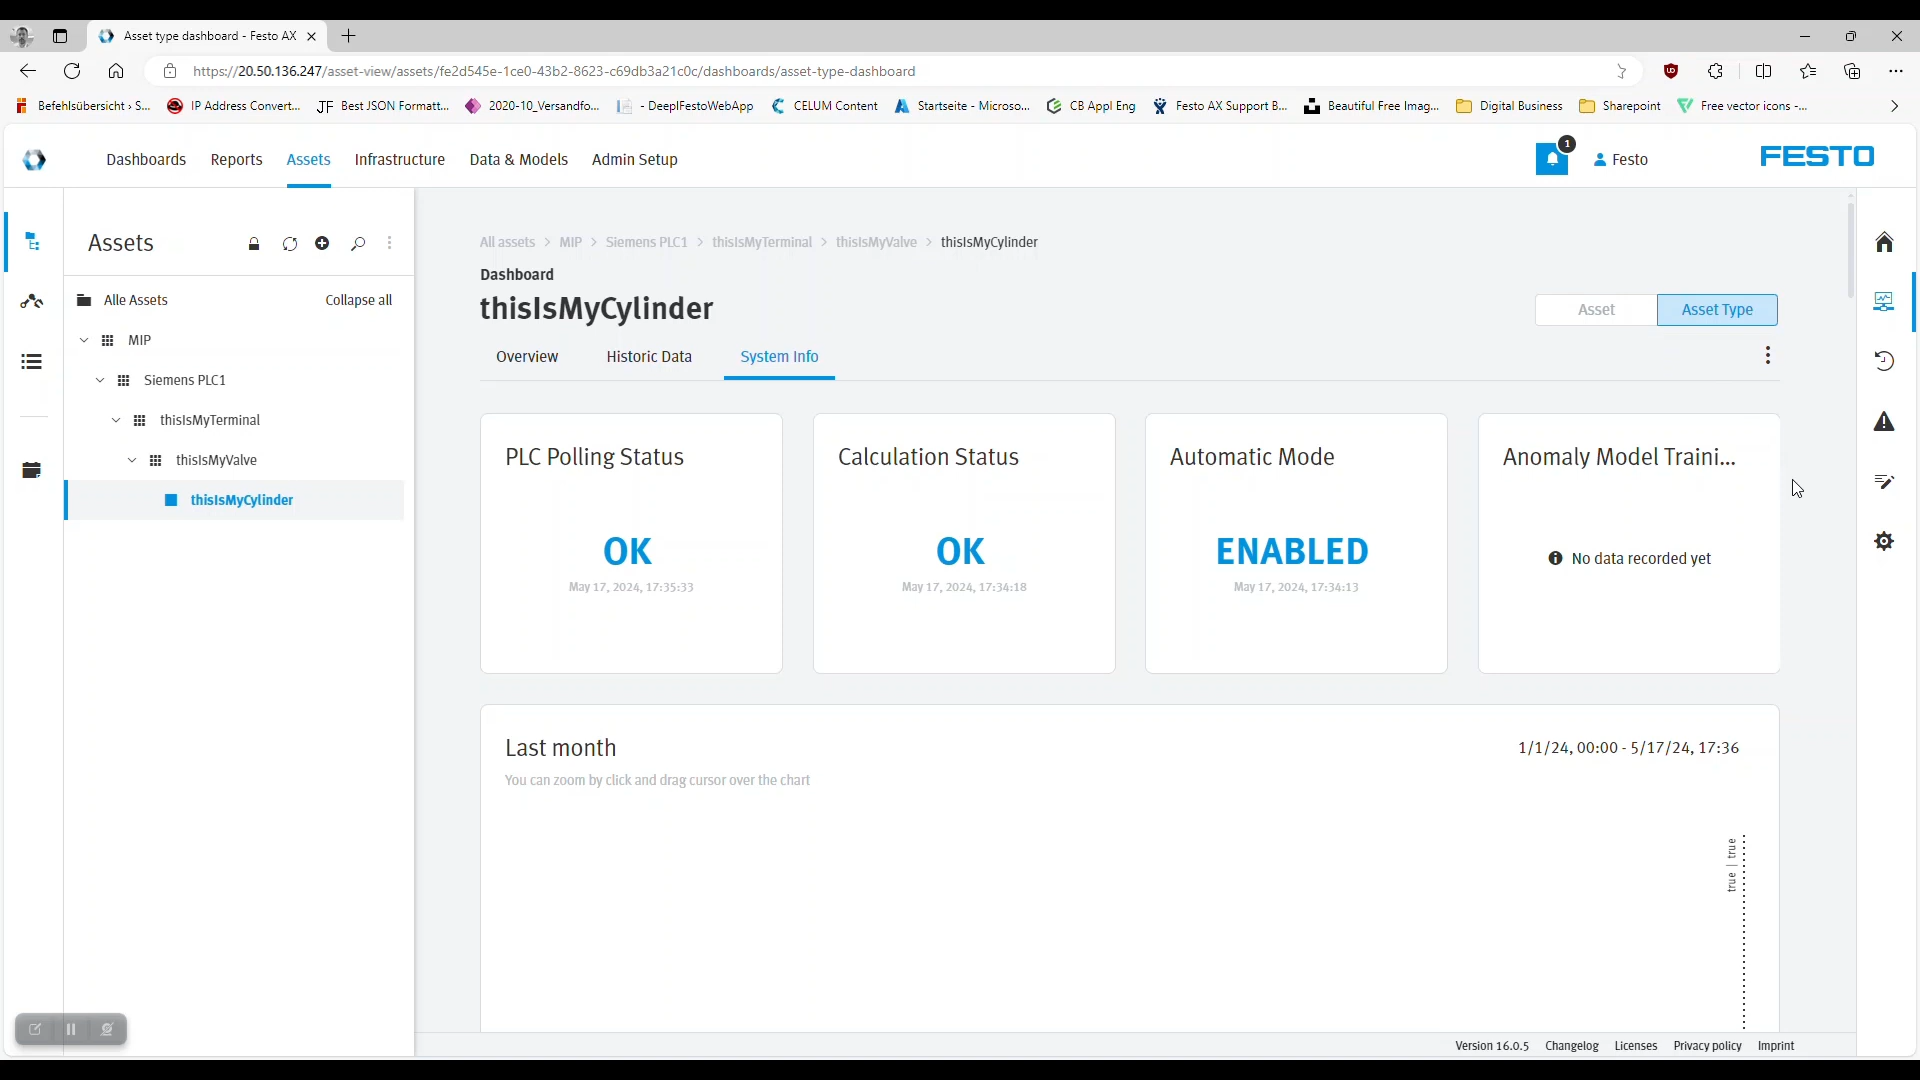 Asset type dashboard - Festo AX
https://20.50.136.247/asset-view/assets/fe2d545e-1ce0-43b2-8623-c69db3a21c0c/dashboards/asset-type-dashboard
Befehlsübersicht › S...
IP Address Convert...
JF Best JSON Formatt...
2020-10_Versandfo...
- DeeplFestoWebApp
CELUM Content
Startseite - Microso...
CB Appl Eng
Festo AX Support B...
Beautiful Free Imag...
Digital Business
Sharepoint
Free vector icons -...
Dashboards
Reports
Assets
Infrastructure
Data & Models
Admin Setup
1
Festo
FESTO
Assets
Alle Assets
Collapse all
MIP
Siemens PLC1
thisIsMyTerminal
thisIsMyValve
thisIsMyCylinder
All assets > MIP > Siemens PLC1 > thisIsMyTerminal > thisIsMyValve > thisIsMyCylinder
Dashboard
thisIsMyCylinder
Asset
Asset Type
Overview
Historic Data
System Info
PLC Polling Status
OK
May 17, 2024, 17:35:33
Calculation Status
OK
May 17, 2024, 17:34:18
Automatic Mode
ENABLED
May 17, 2024, 17:34:13
Anomaly Model Traini...
No data recorded yet
Last month
1/1/24, 00:00 - 5/17/24, 17:36
You can zoom by click and drag cursor over the chart
true | true
Version 16.0.5
Changelog
Licenses
Privacy policy
Imprint